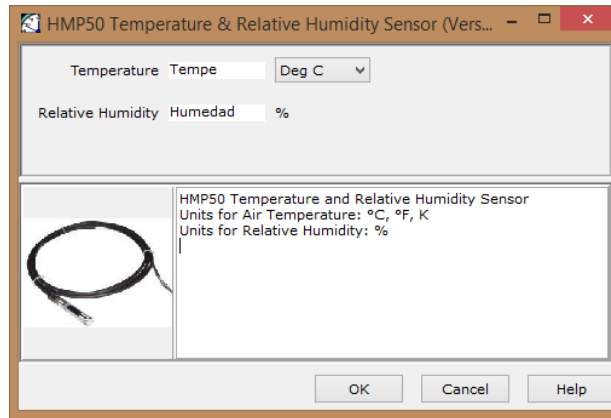 HMP50 Temperature & Relative Humidity Sensor (Vers...
Temperature Tempe Deg C
Relative Humidity Humedad %
HMP50 Temperature and Relative Humidity Sensor
Units for Air Temperature: °C, °F, K
Units for Relative Humidity: %
OK Cancel Help